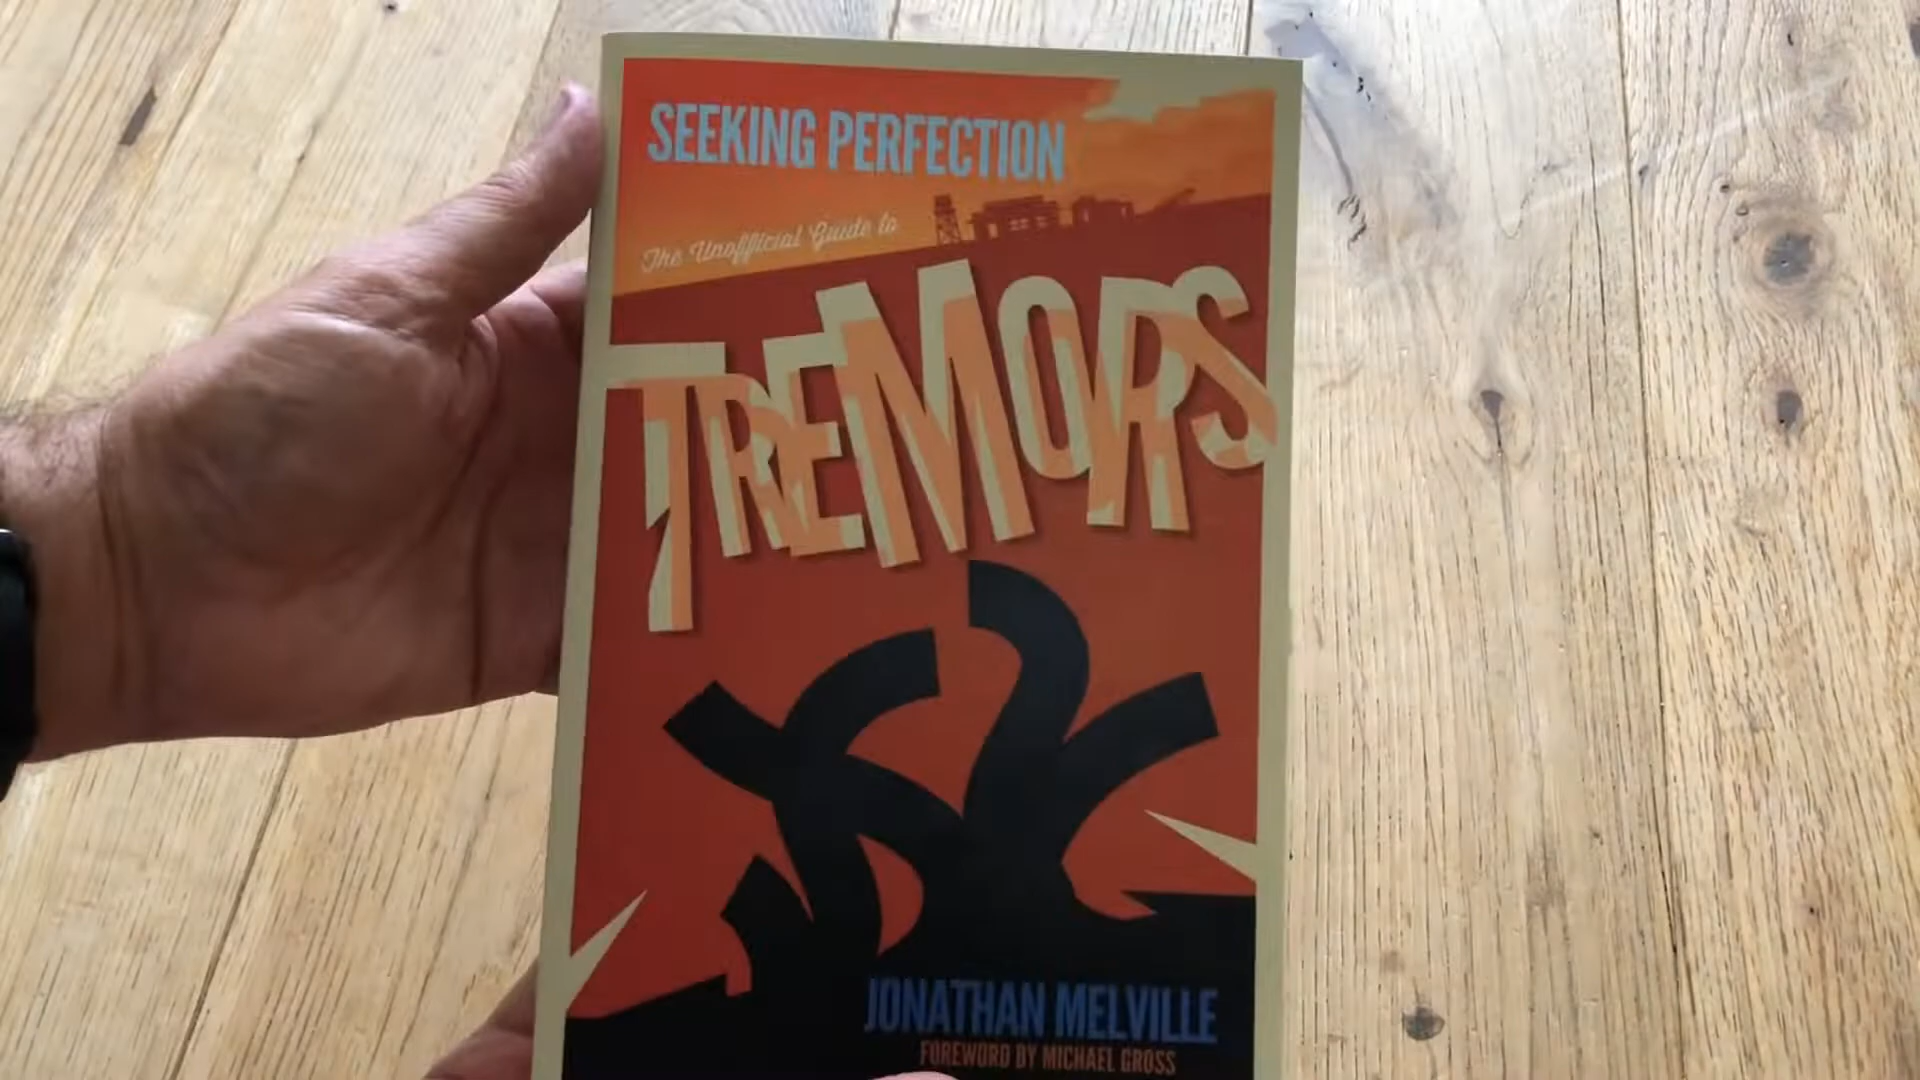 SEEKING PERFECTION
The Unofficial Guide to
TREMORS
JONATHAN MELVILLE
FOREWORD BY MICHAEL GROSS